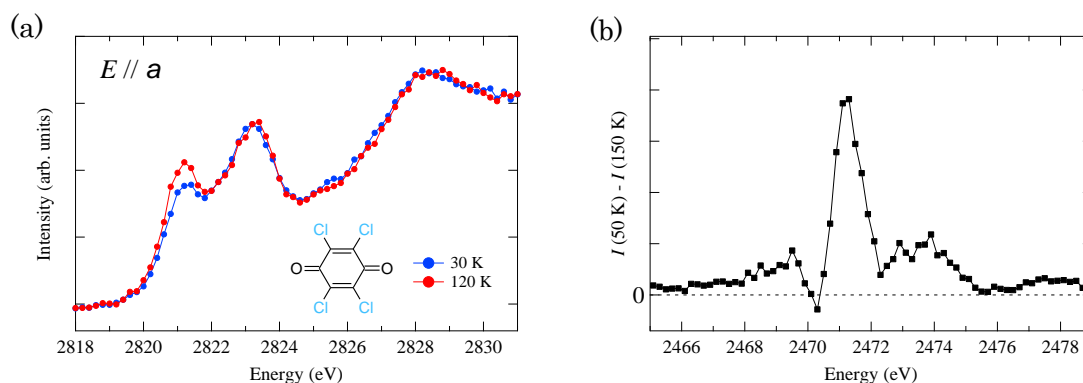 (a)
E // a
Cl Cl
O O
Cl Cl
30 K
120 K
Intensity (arb. units)
2818 2820 2822 2824 2826 2828 2830
Energy (eV)
(b)
I (50 K) - I (150 K)
0
2466 2468 2470 2472 2474 2476 2478
Energy (eV)